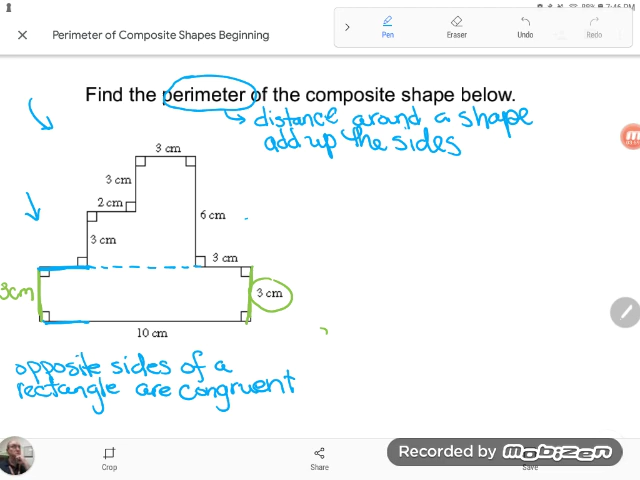 Perimeter of Composite Shapes Beginning
Pen
Eraser
Undo
Redo
Find the perimeter of the composite shape below.
distance around a shape
add up the sides
3 cm
3 cm
2 cm
6 cm
3 cm
3 cm
3cm
3 cm
10 cm
opposite sides of a
rectangle are congruent
Crop
Share
Save
Recorded by Mobizen